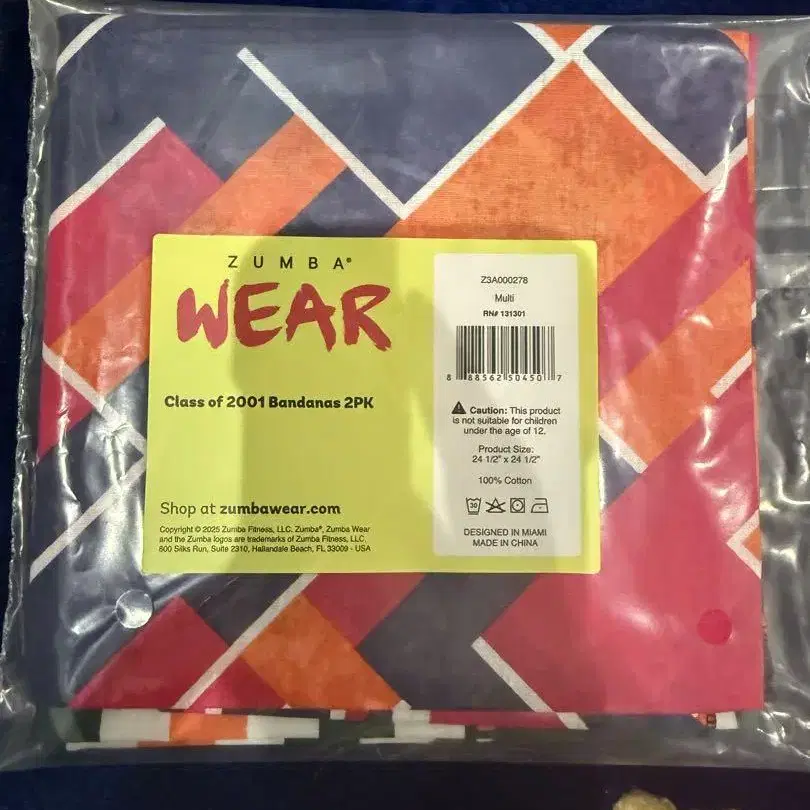 ZUMBA®
WEAR
Class of 2001 Bandanas 2PK
Shop at zumbawear.com
Copyright © 2025 Zumba Fitness, LLC. Zumba®, Zumba Wear
and the Zumba logos are trademarks of Zumba Fitness, LLC.
800 Silks Run, Suite 2310, Hallandale Beach, FL 33009 - USA
Z3A000278
Multi
RN# 131301
8 88562 50450 7
Caution: This product
is not suitable for children
under the age of 12.
Product Size:
24 1/2" x 24 1/2"
100% Cotton
30
DESIGNED IN MIAMI
MADE IN CHINA